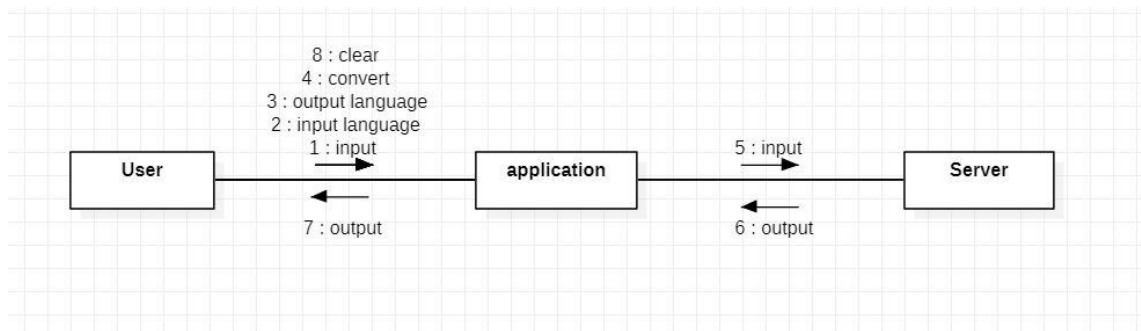 8 : clear
4 : convert
3 : output language
2 : input language
1 : input
5 : input
User
application
Server
7 : output
6 : output